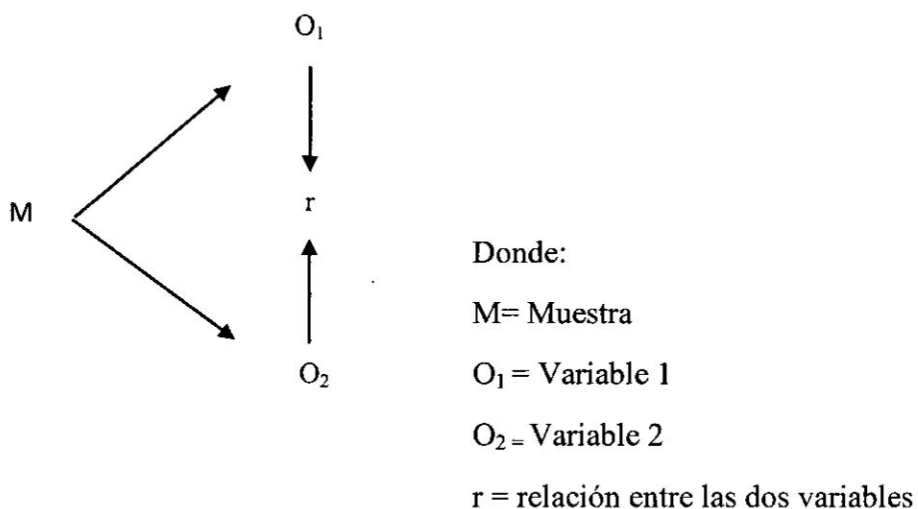 O₁
M
r
O₂
Donde:
M= Muestra
O₁ = Variable 1
O₂ = Variable 2
r = relación entre las dos variables